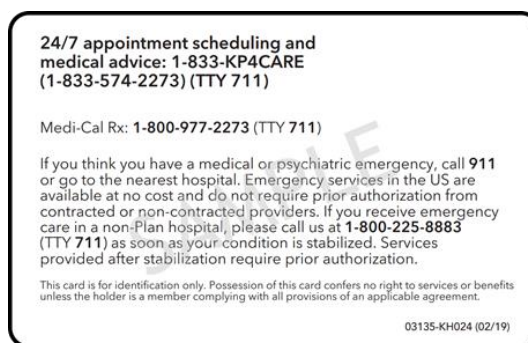 24/7 appointment scheduling and
medical advice: 1-833-KP4CARE
(1-833-574-2273) (TTY 711)
Medi-Cal Rx: 1-800-977-2273 (TTY 711)
If you think you have a medical or psychiatric emergency, call 911
or go to the nearest hospital. Emergency services in the US are
available at no cost and do not require prior authorization from
contracted or non-contracted providers. If you receive emergency
care in a non-Plan hospital, please call us at 1-800-225-8883
(TTY 711) as soon as your condition is stabilized. Services
provided after stabilization require prior authorization.
This card is for identification only. Possession of this card confers no right to services or benefits
unless the holder is a member complying with all provisions of an applicable agreement.
03135-KH024 (02/19)
SAMPLE